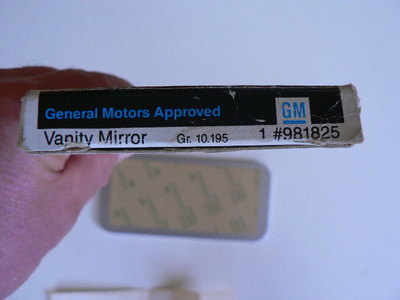 General Motors Approved
GM
Vanity Mirror Gr. 10.195 1 #981825